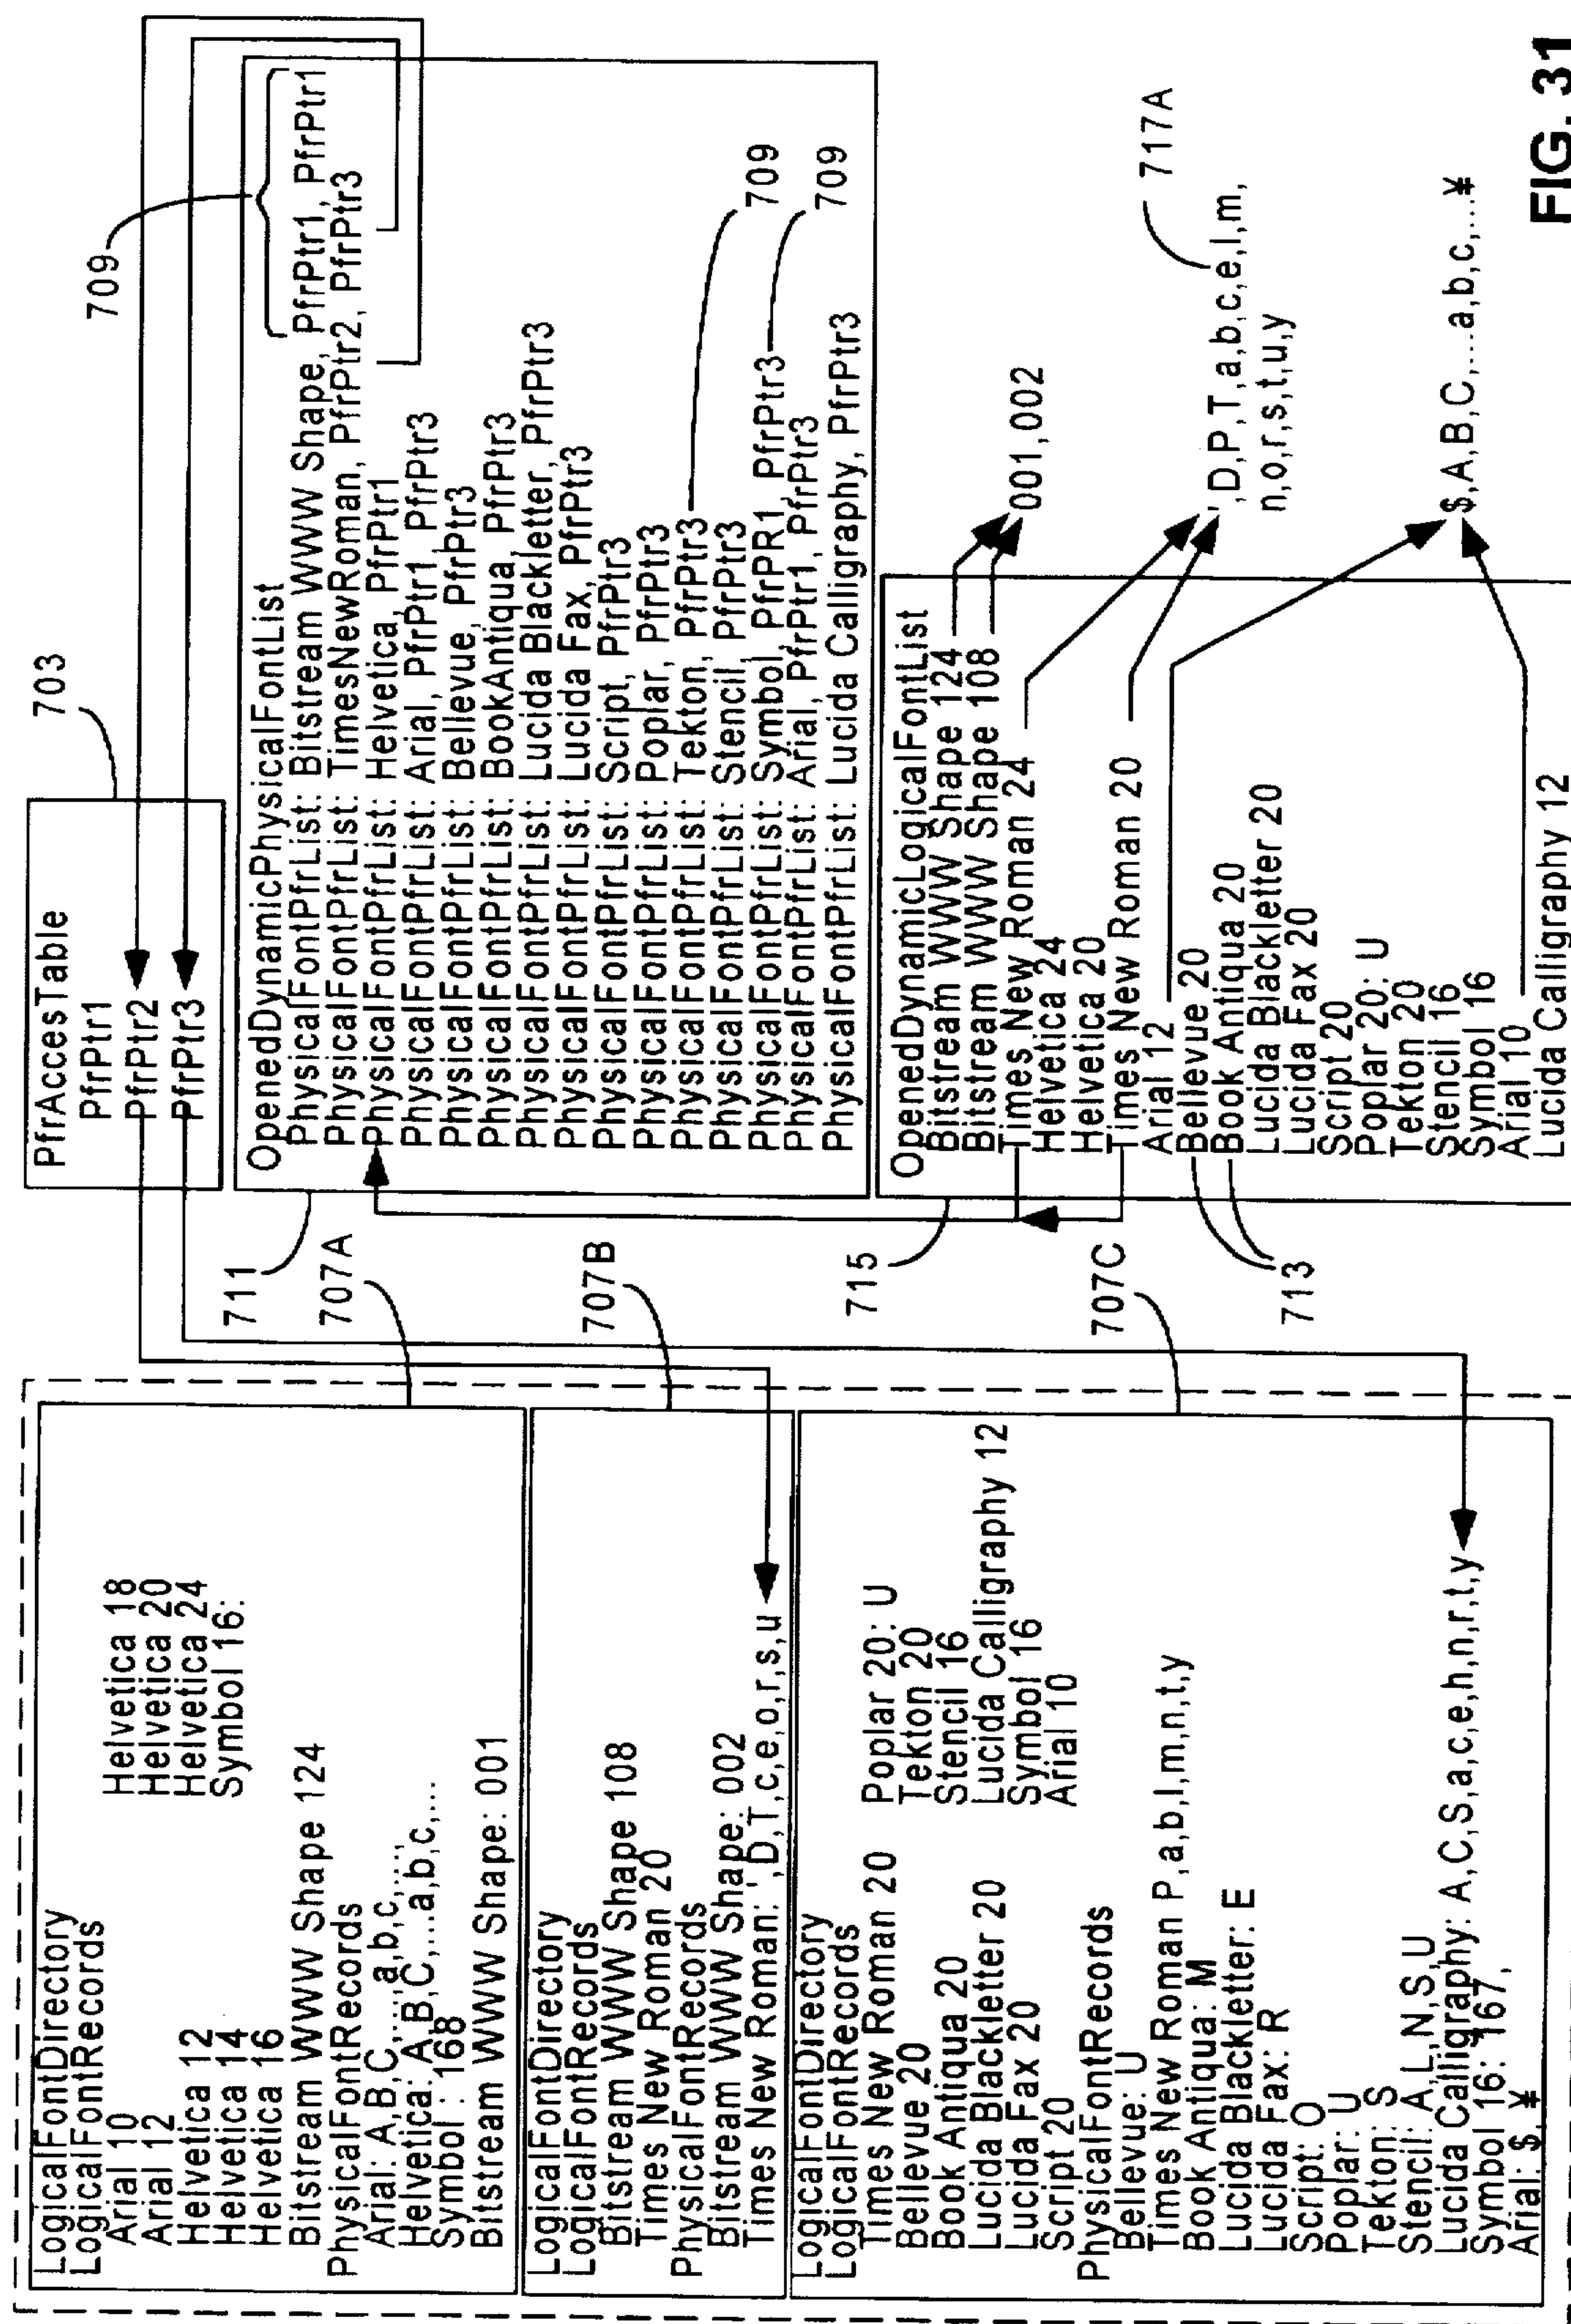 LogicalFontDirectory
LogicalFontRecords
Arial 10
Arial 12
Helvetica 12
Helvetica 14
Helvetica 16
Helvetica 18
Helvetica 20
Helvetica 24
Symbol 16:
Bitstream WWW Shape 124
PhysicalFontRecords
Arial: A,B,C,...,a,b,c,...,
Helvetica: A,B,C,...a,b,c,...
Symbol : 168
Bitstream WWW Shape: 001
707A
LogicalFontDirectory
LogicalFontRecords
Bitstream WWW Shape 108
Times New Roman 20
PhysicalFontRecords
Bitstream WWW Shape: 002
Times New Roman: ',D,T,c,e,o,r,s,u
707B
LogicalFontDirectory
LogicalFontRecords
Times New Roman 20
Bellevue 20
Book Antiqua 20
Lucida Blackletter 20
Lucida Fax 20
Script 20
Poplar 20: U
Tekton 20
Stencil 16
Lucida Calligraphy 12
Symbol 16
Arial 10
PhysicalFontRecords
Bellevue: U
Times New Roman P,a,b,l,m,n,t,y
Book Antiqua: M
Lucida Blackletter: E
Lucida Fax: R
Script: O
Poplar: U
Tekton: S
Stencil: A,L,N,S,U
Lucida Calligraphy: A,C,S,a,c,e,h,n,r,t,y
Symbol 16: 167,
Arial: $,¥
707C
PfrAccesTable
PfrPtr1
PfrPtr2
PfrPtr3
703
OpenedDynamicPhysicalFontList
PhysicalFontPfrList: Bitstream WWW Shape, PfrPtr1, PfrPtr1
PhysicalFontPfrList: TimesNewRoman, PfrPtr2, PfrPtr3
PhysicalFontPfrList: Helvetica, PfrPtr1
PhysicalFontPfrList: Arial, PfrPtr1, PfrPtr3
PhysicalFontPfrList: Bellevue, PfrPtr3
PhysicalFontPfrList: BookAntiqua, PfrPtr3
PhysicalFontPfrList: Lucida Blackletter, PfrPtr3
PhysicalFontPfrList: Lucida Fax, PfrPtr3
PhysicalFontPfrList: Script, PfrPtr3
PhysicalFontPfrList: Poplar, PfrPtr3
PhysicalFontPfrList: Tekton, PfrPtr3
PhysicalFontPfrList: Stencil, PfrPtr3
PhysicalFontPfrList: Symbol, PfrPR1, PfrPtr3
PhysicalFontPfrList: Arial, PfrPtr1, PfrPtr3
PhysicalFontPfrList: Lucida Calligraphy, PfrPtr3
709
709
709
711
OpenedDynamicLogicalFontList
Bitstream WWW Shape 124
Bitstream WWW Shape 108
Times New Roman 24
Helvetica 24
Helvetica 20
Times New Roman 20
Arial 12
Bellevue 20
Book Antiqua 20
Lucida Blackletter 20
Lucida Fax 20
Script 20
Poplar 20: U
Tekton 20
Stencil 16
Symbol 16
Arial 10
Lucida Calligraphy 12
715
713
001,002
',D,P,T,a,b,c,e,l,m,
n,o,r,s,t,u,y
717A
$,A,B,C,...a,b,c,...¥
FIG. 31